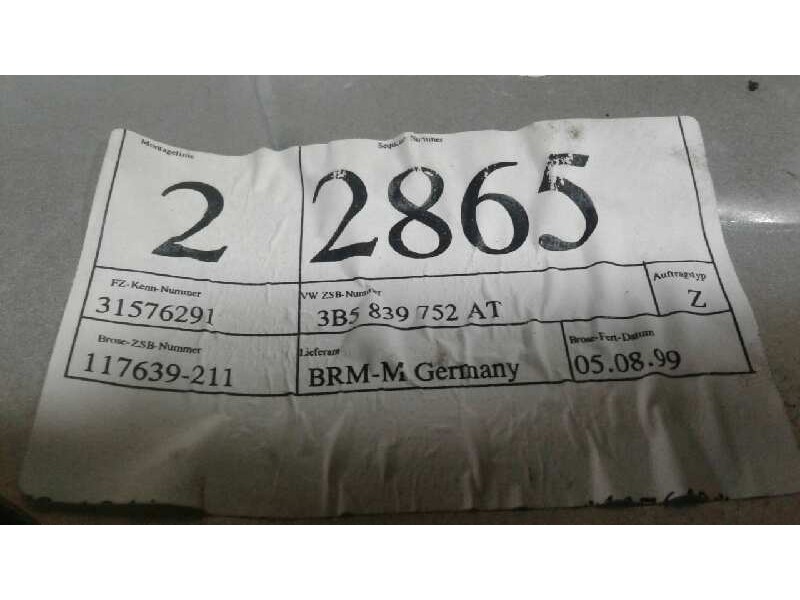 Montagelinie Sequenz Nummer
2 2865
FZ-Kenn-Nummer VW ZSB-Nummer Auftragstyp
31576291 3B5 839 752 AT Z
Brose-ZSB-Nummer Lieferant Brose-Fert-Datum
117639-211 BRM-M Germany 05.08.99